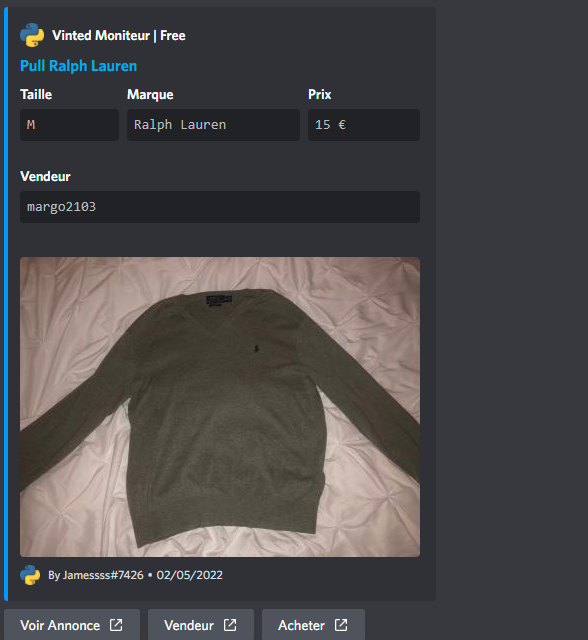 Vinted Moniteur | Free
Pull Ralph Lauren
Taille Marque Prix
M Ralph Lauren 15 €
Vendeur
margo2103
By Jamessss#7426 • 02/05/2022
Voir Annonce Vendeur Acheter